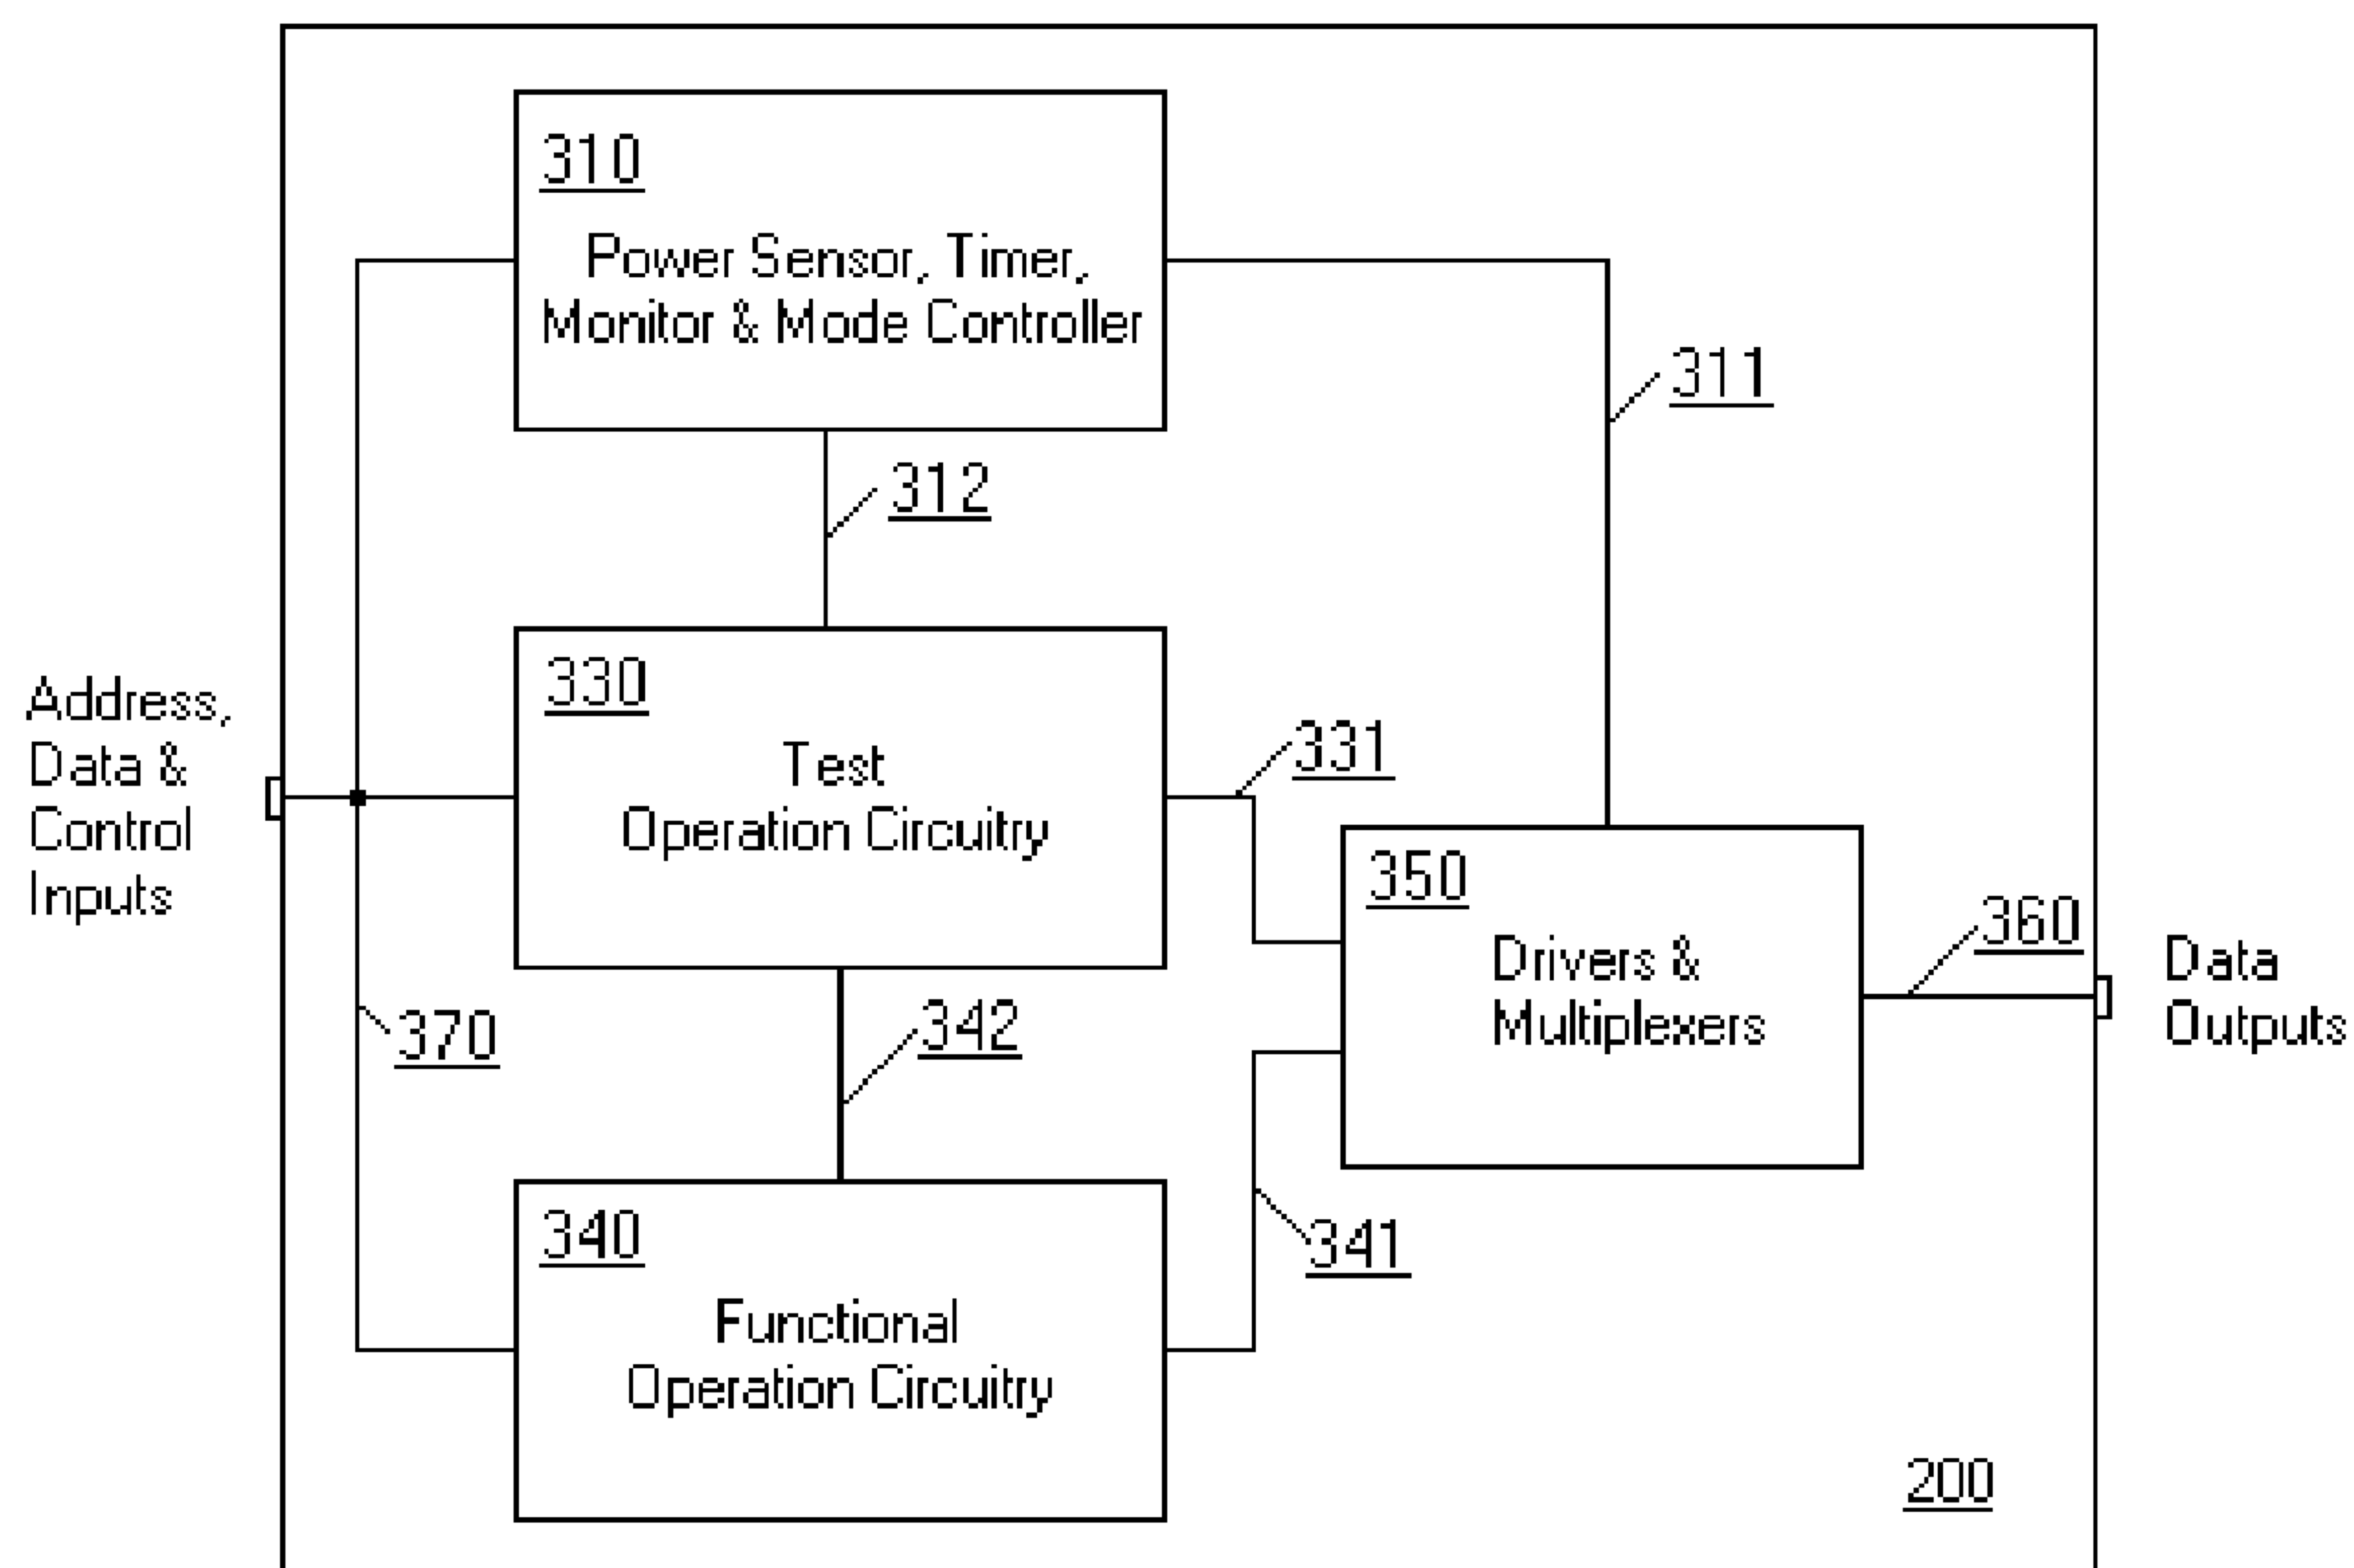 310
Power Sensor, Timer,
Monitor & Mode Controller
311
312
330
Test
Operation Circuitry
331
Address,
Data &
Control
Inputs
350
Drivers &
Multiplexers
360
Data
Outputs
370
342
341
340
Functional
Operation Circuitry
200